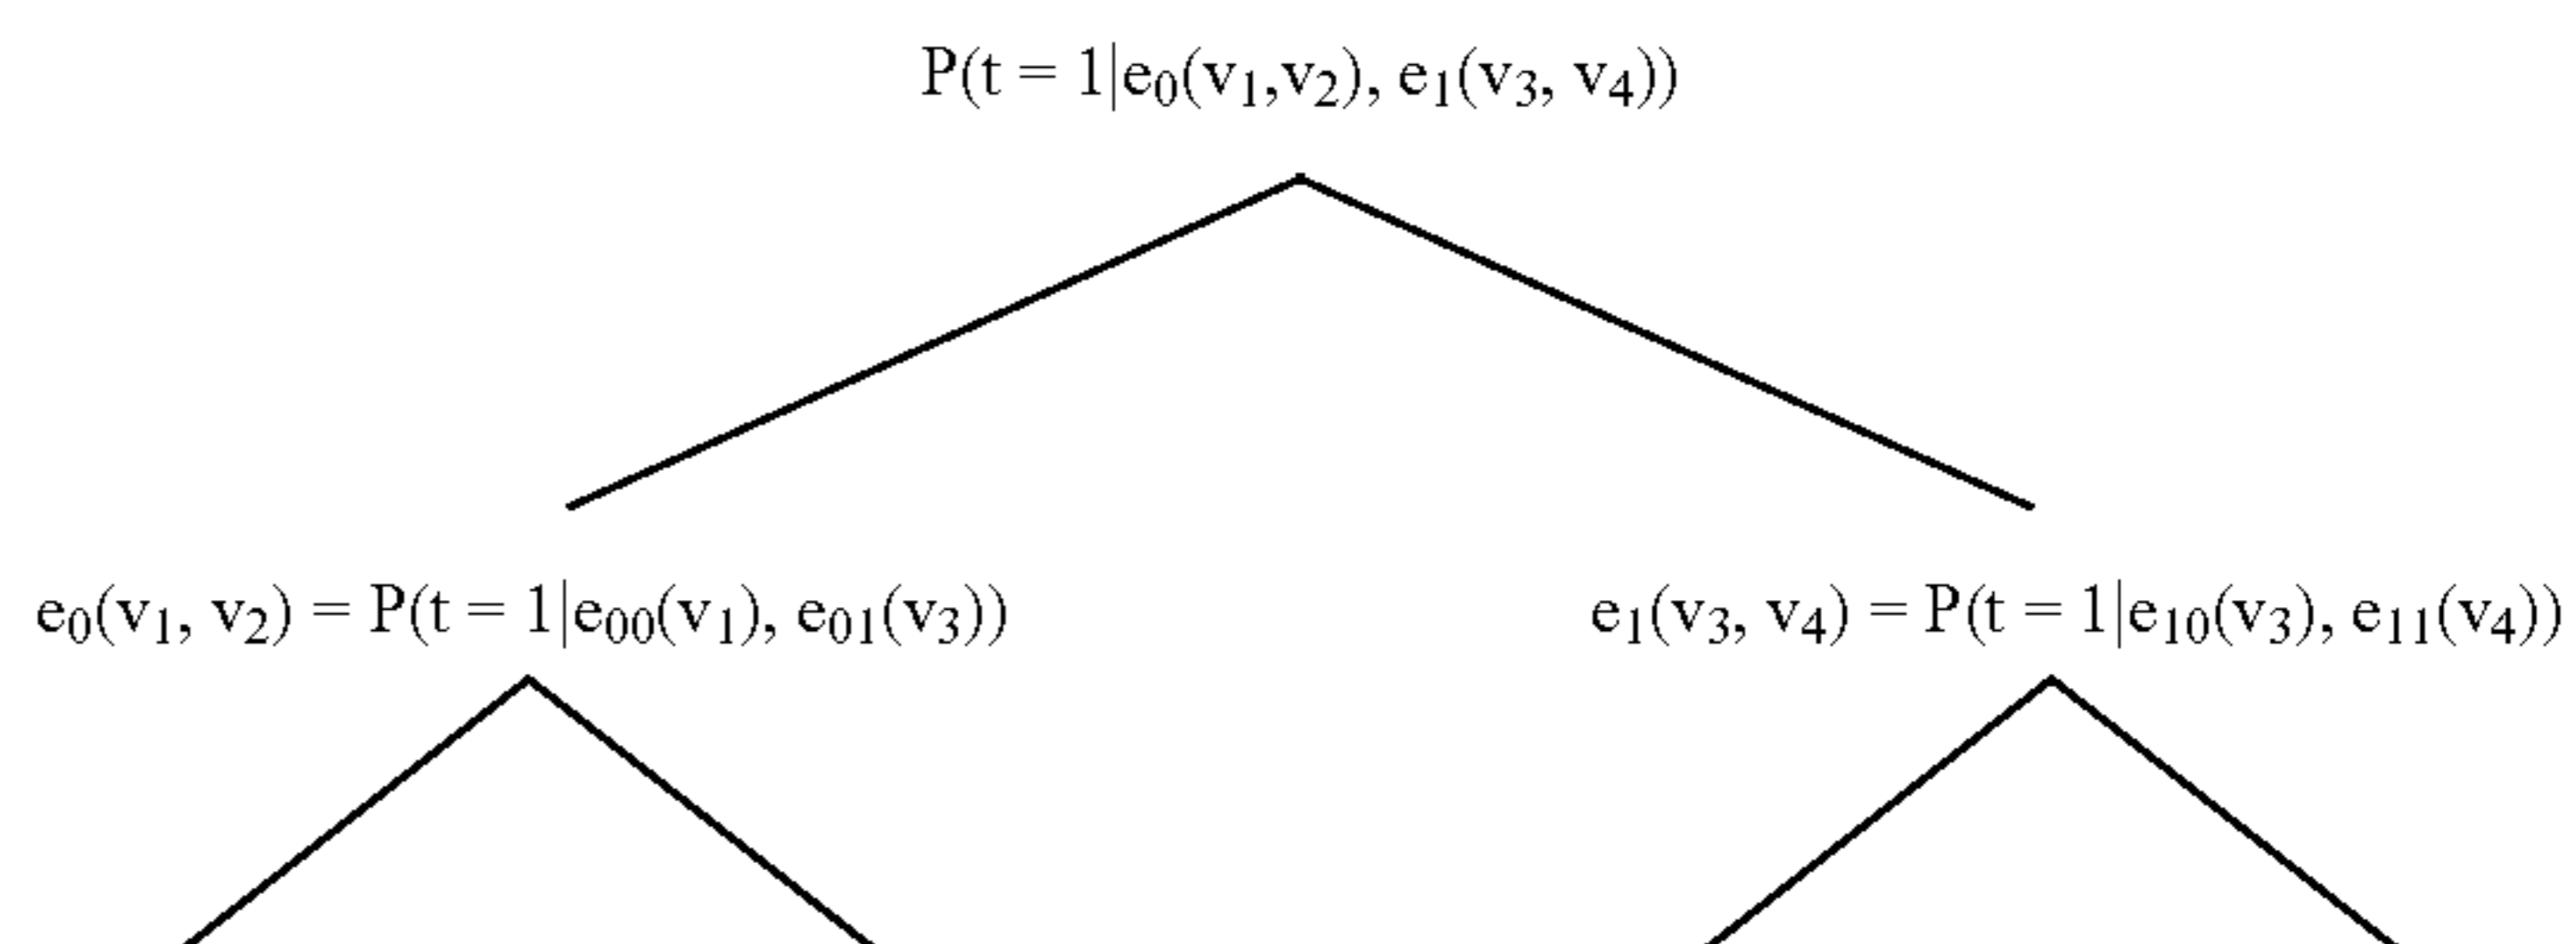 P(t = 1|e₀(v₁,v₂), e₁(v₃, v₄))
e₀(v₁, v₂) = P(t = 1|e₀₀(v₁), e₀₁(v₃))
e₁(v₃, v₄) = P(t = 1|e₁₀(v₃), e₁₁(v₄))